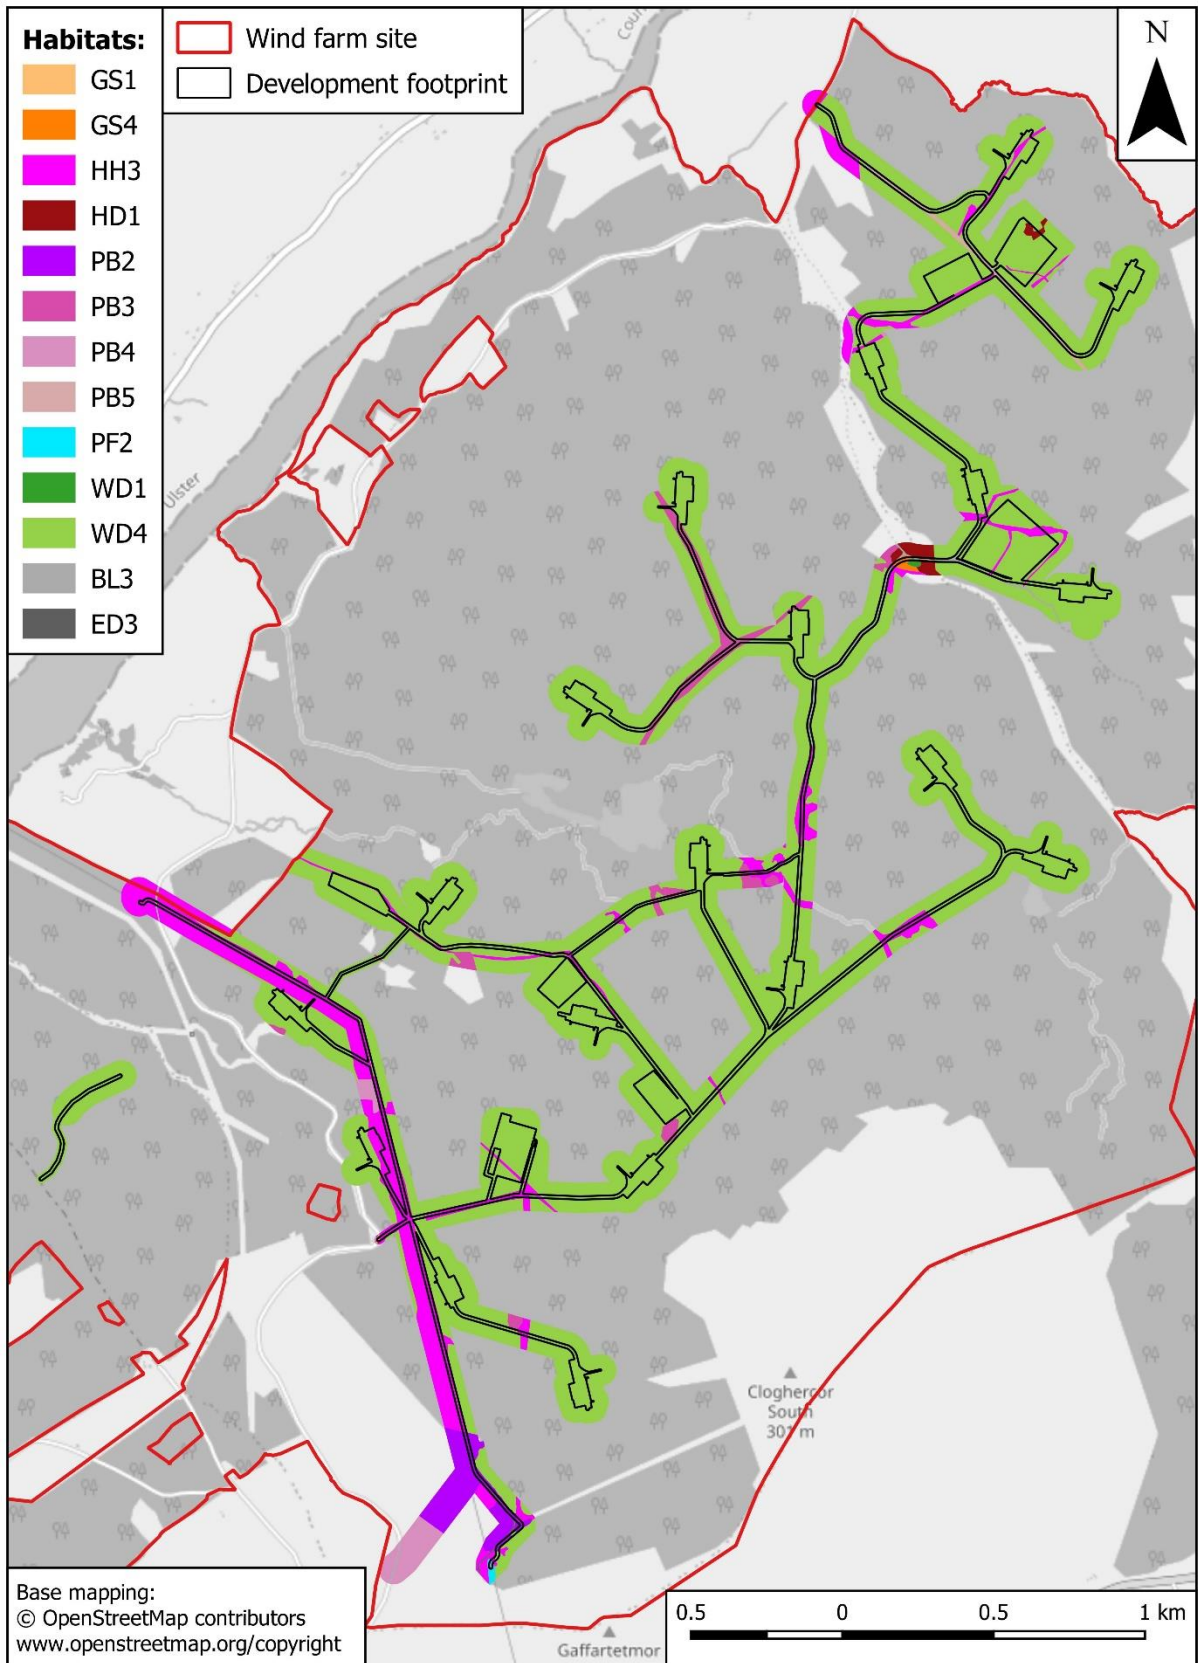 Habitats:
GS1
GS4
HH3
HD1
PB2
PB3
PB4
PB5
PF2
WD1
WD4
BL3
ED3
Wind farm site
Development footprint
N
Ulster
Cloghercor
South
301 m
Gaffartetmor
Base mapping:
© OpenStreetMap contributors
www.openstreetmap.org/copyright
0.5 0 0.5 1 km